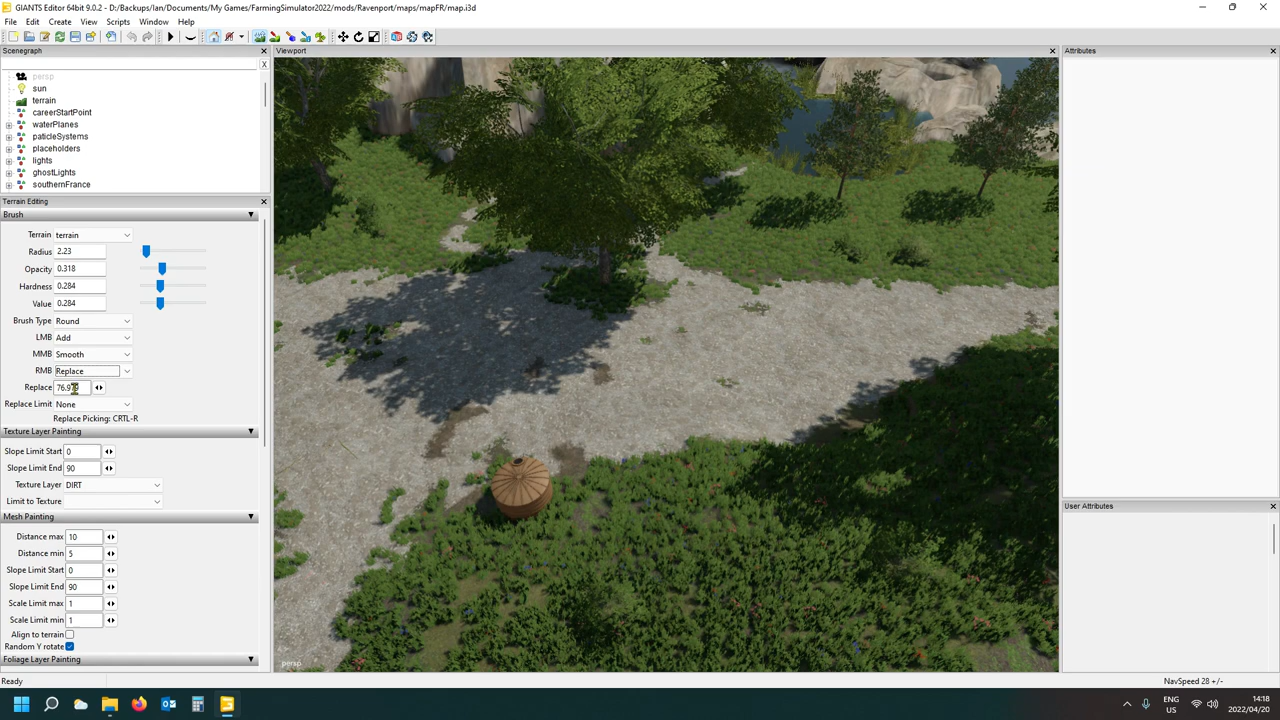 GIANTS Editor 64bit 9.0.2 - D:/Backups/Ian/Documents/My Games/FarmingSimulator2022/mods/Ravenport/maps/mapFR/map.i3d
File Edit Create View Scripts Window Help
Scenegraph
X
persp
sun
terrain
careerStartPoint
waterPlanes
paticleSystems
placeholders
lights
ghostLights
southernFrance
Terrain Editing
Brush
Terrain terrain
Radius 2.23
Opacity 0.318
Hardness 0.284
Value 0.284
Brush Type Round
LMB Add
MMB Smooth
RMB Replace
Replace
Replace Limit None
Replace Picking: CRTL-R
Texture Layer Painting
Slope Limit Start 0
Slope Limit End 90
Texture Layer DIRT
Limit to Texture
Mesh Painting
Distance max 10
Distance min 5
Slope Limit Start 0
Slope Limit End 90
Scale Limit max 1
Scale Limit min 1
Align to terrain
Random Y rotate
Foliage Layer Painting
Viewport
persp
Attributes
User Attributes
Ready
NavSpeed 28 +/-
ENG
US
14:18
2022/04/20